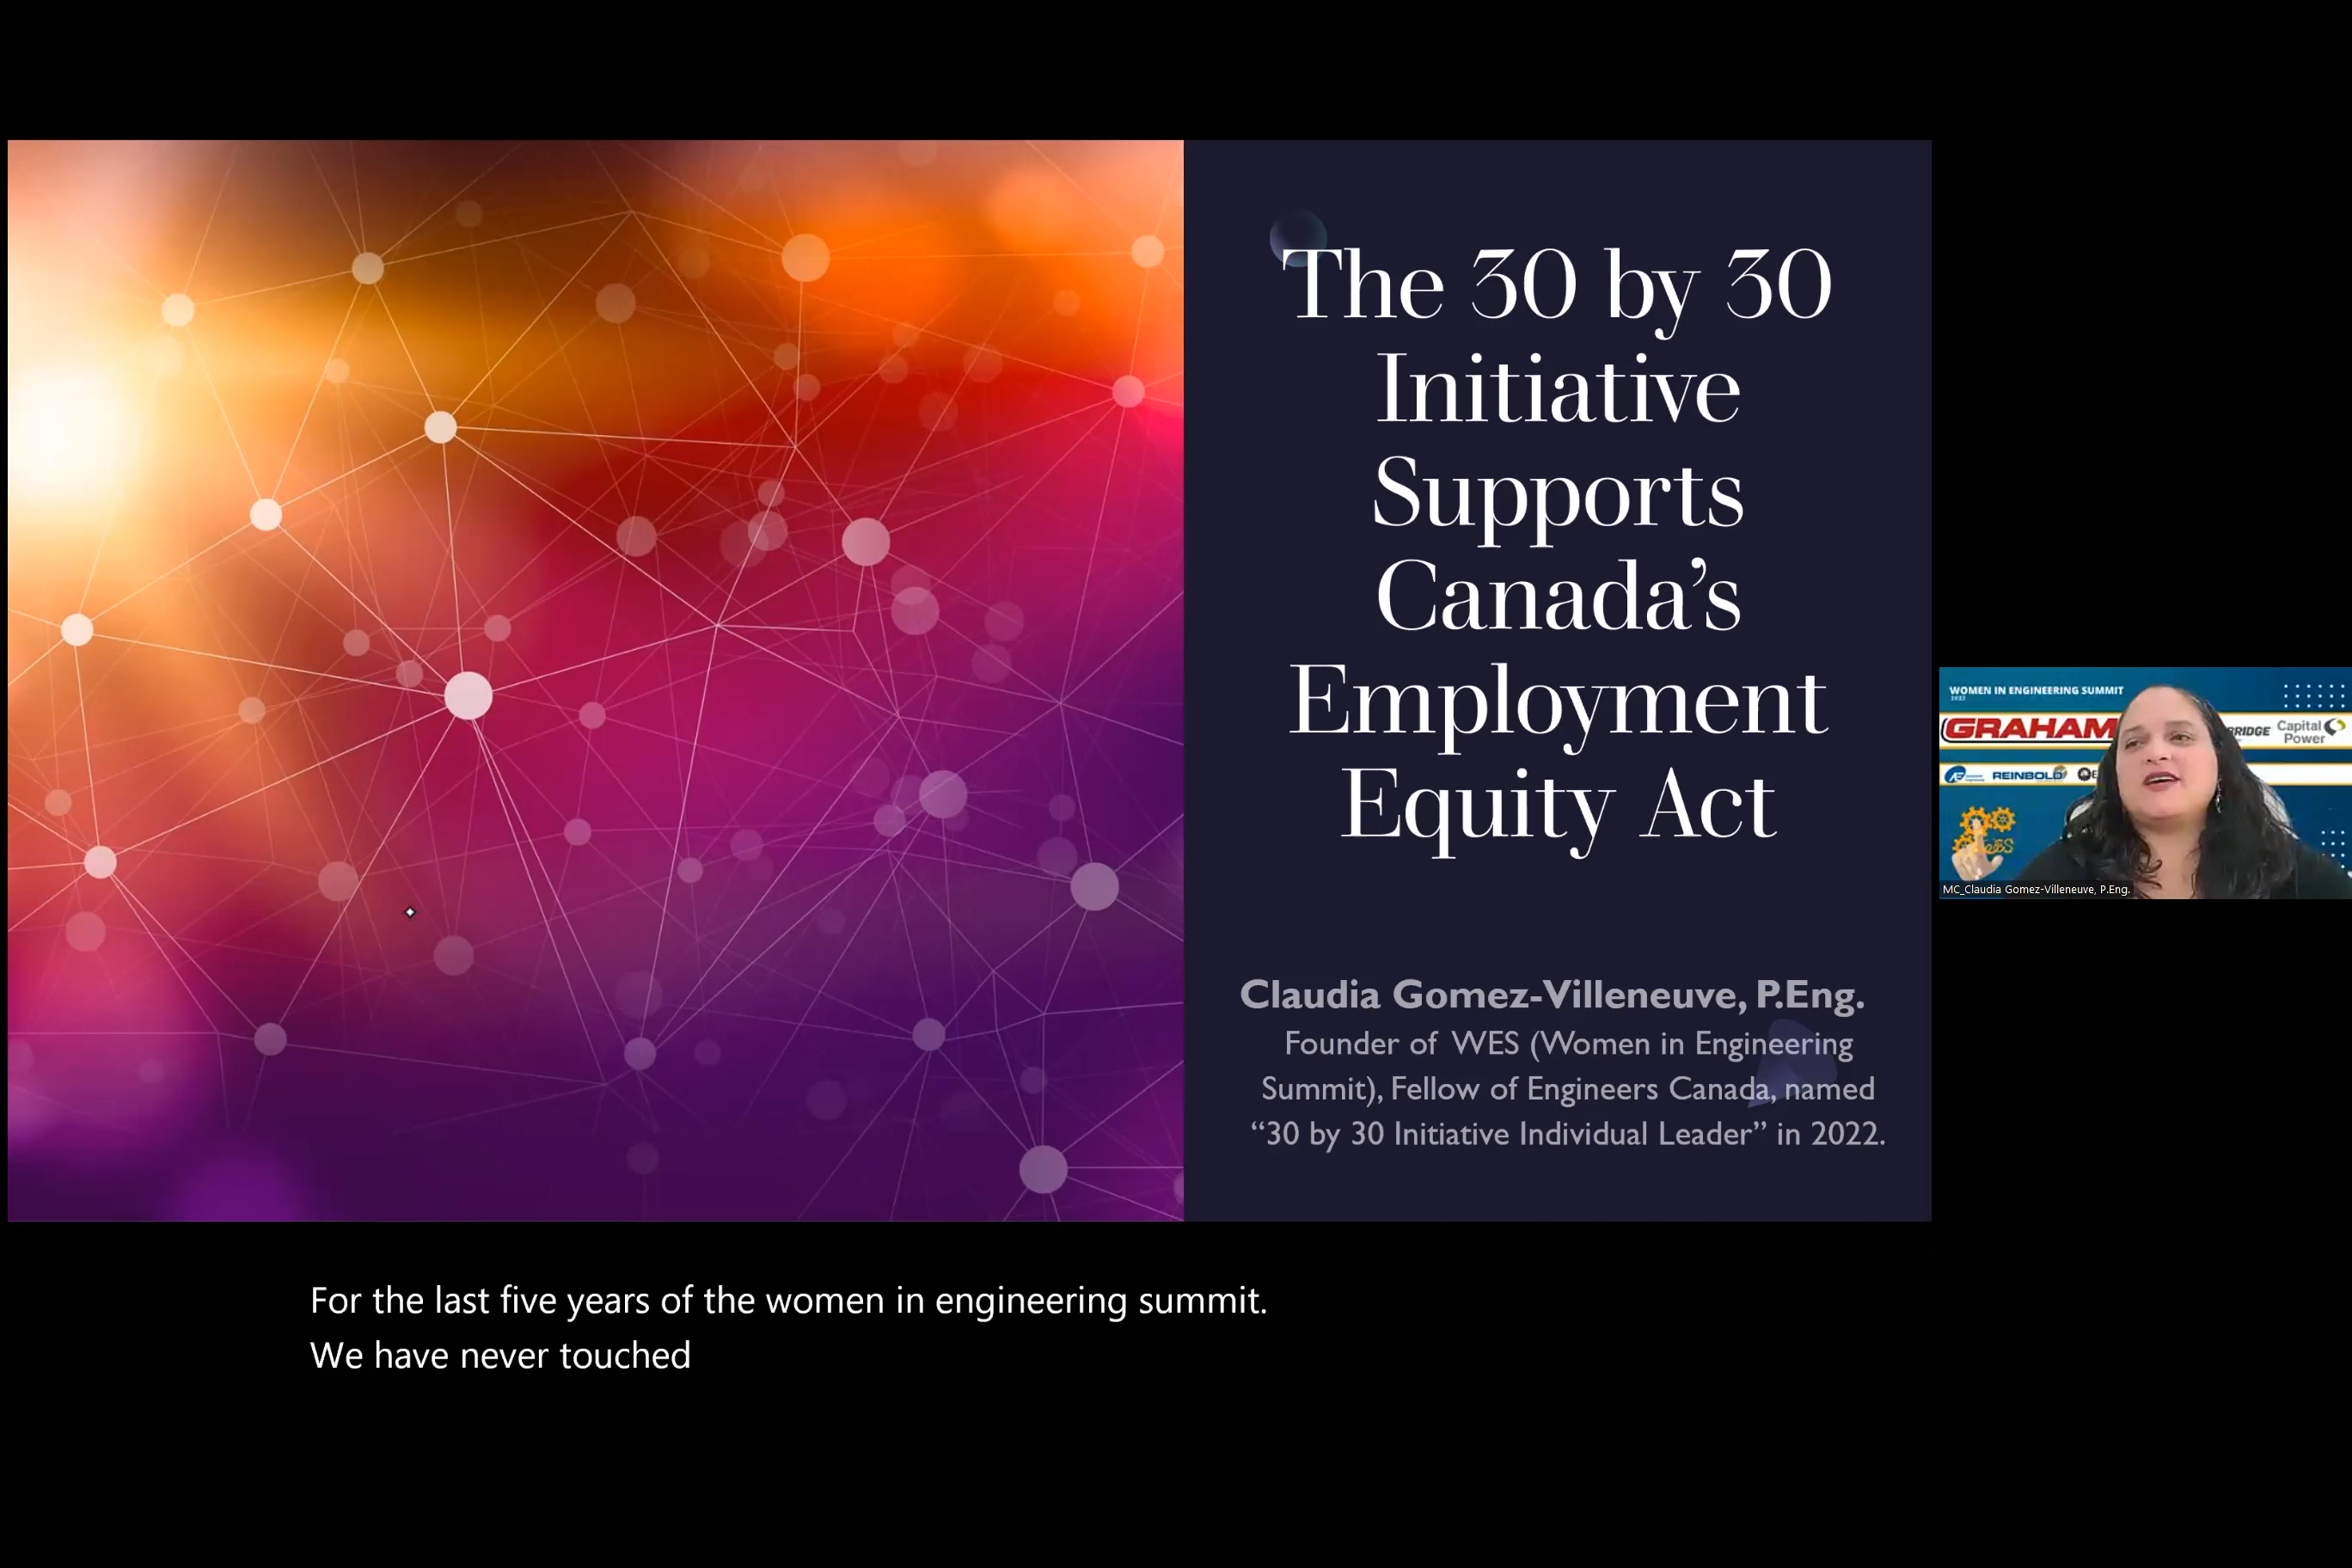 The 30 by 30
Initiative
Supports
Canada’s
Employment
Equity Act
Claudia Gomez-Villeneuve, P.Eng.
Founder of WES (Women in Engineering
Summit), Fellow of Engineers Canada, named
“30 by 30 Initiative Individual Leader” in 2022.
WOMEN IN ENGINEERING SUMMIT
2022
GRAHAM
BRIDGE
Capital
Power
REINBOLD
MC_Claudia Gomez-Villeneuve, P.Eng.
For the last five years of the women in engineering summit.
We have never touched